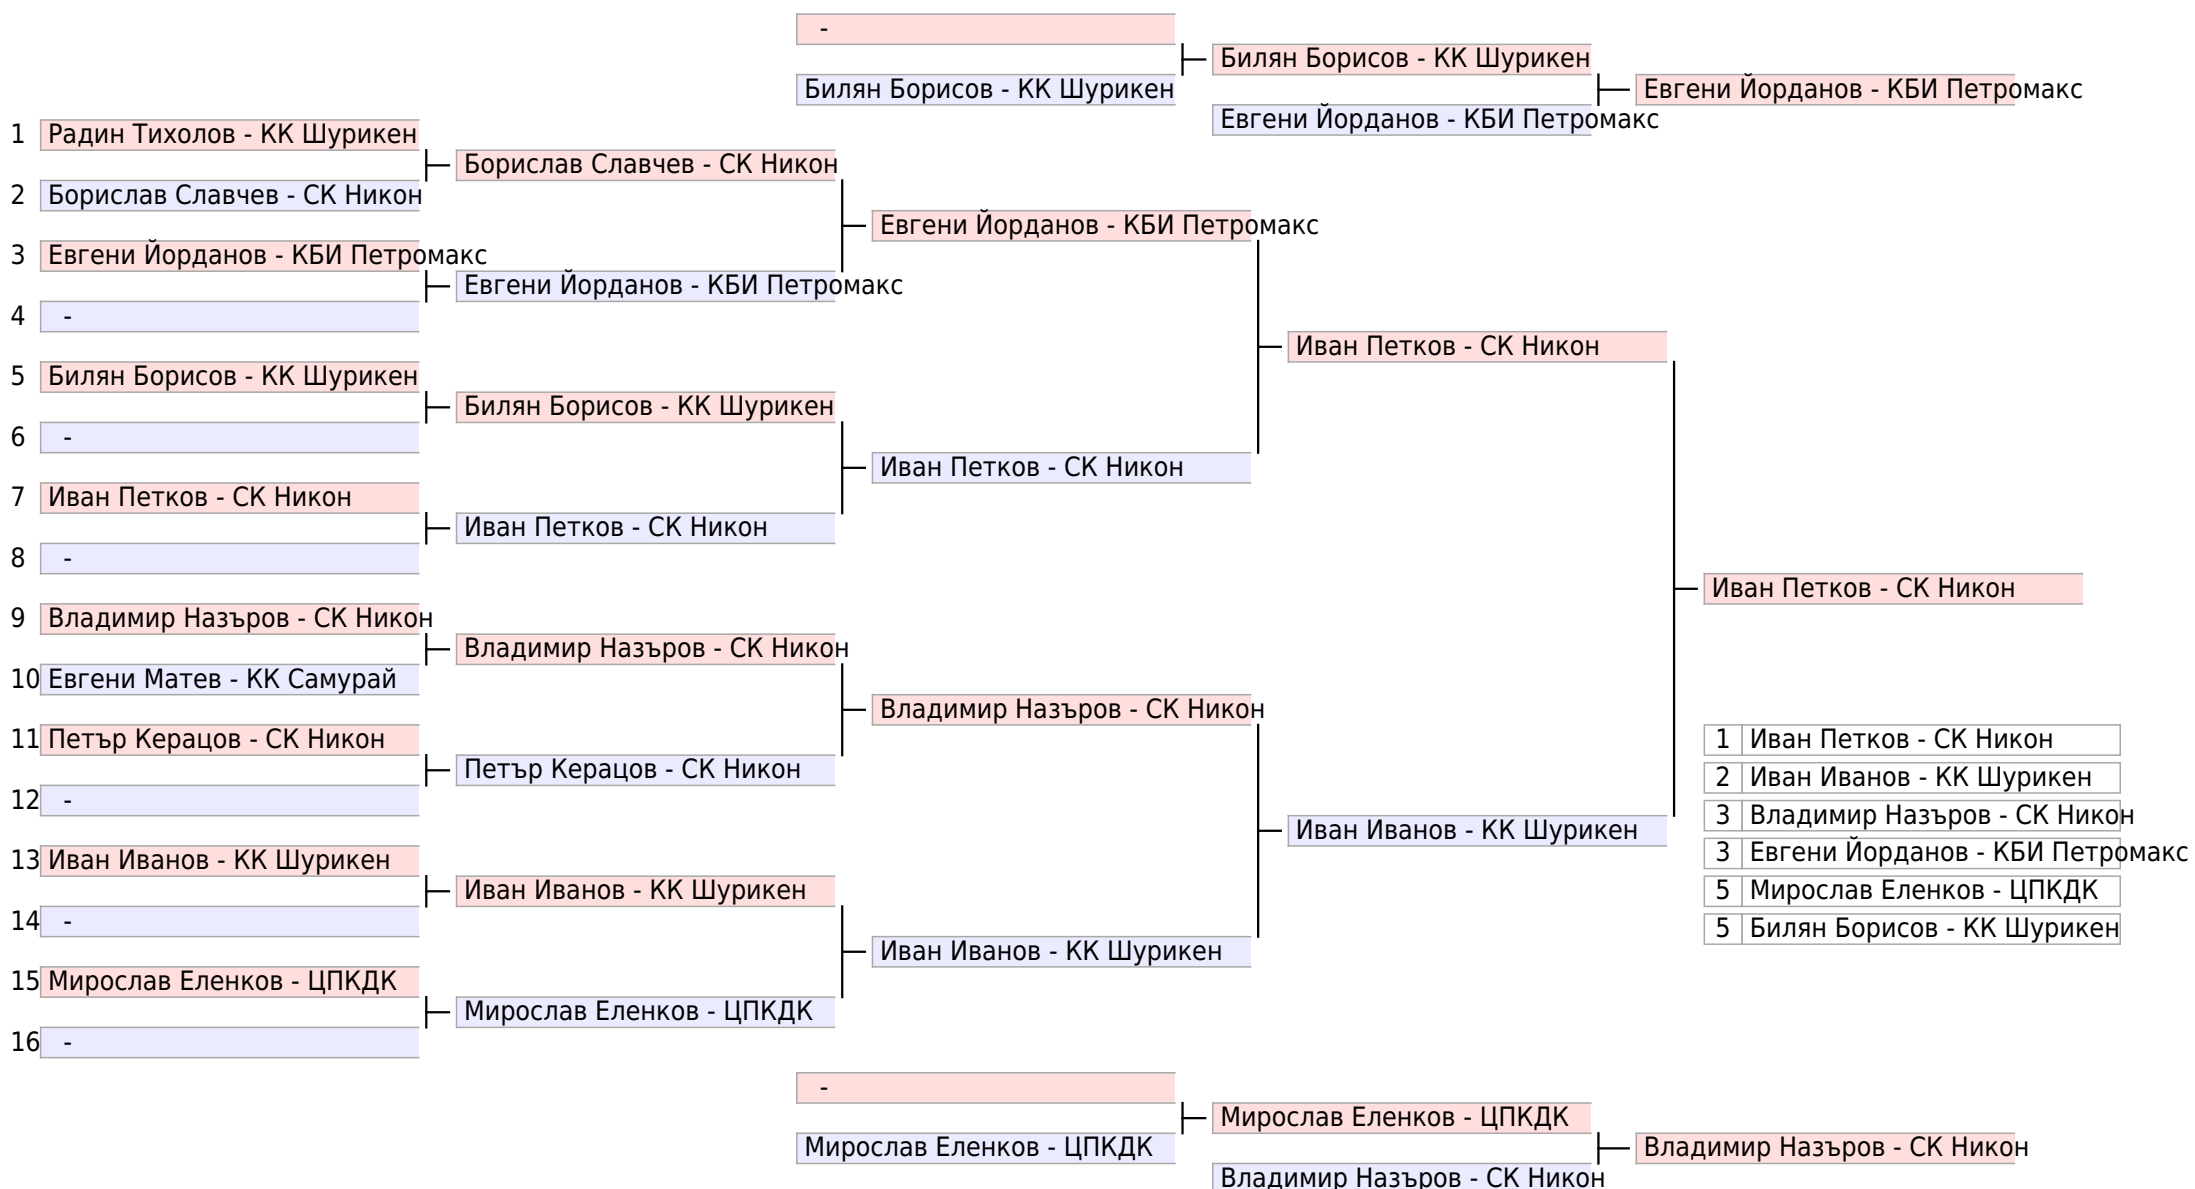 -
Билян Борисов - КК Шурикен
Билян Борисов - КК Шурикен
Евгени Йорданов - КБИ Петромакс
Евгени Йорданов - КБИ Петромакс
1 Радин Тихолов - КК Шурикен
Борислав Славчев - СК Никон
2 Борислав Славчев - СК Никон
Евгени Йорданов - КБИ Петромакс
3 Евгени Йорданов - КБИ Петромакс
Евгени Йорданов - КБИ Петромакс
4 -
Иван Петков - СК Никон
5 Билян Борисов - КК Шурикен
Билян Борисов - КК Шурикен
6 -
Иван Петков - СК Никон
7 Иван Петков - СК Никон
Иван Петков - СК Никон
8 -
Иван Петков - СК Никон
9 Владимир Назъров - СК Никон
Владимир Назъров - СК Никон
10 Евгени Матев - КК Самурай
Владимир Назъров - СК Никон
11 Петър Керацов - СК Никон
Петър Керацов - СК Никон
12 -
Иван Иванов - КК Шурикен
13 Иван Иванов - КК Шурикен
Иван Иванов - КК Шурикен
14 -
Иван Иванов - КК Шурикен
15 Мирослав Еленков - ЦПКДК
Мирослав Еленков - ЦПКДК
16 -
1 Иван Петков - СК Никон
2 Иван Иванов - КК Шурикен
3 Владимир Назъров - СК Никон
3 Евгени Йорданов - КБИ Петромакс
5 Мирослав Еленков - ЦПКДК
5 Билян Борисов - КК Шурикен
-
Мирослав Еленков - ЦПКДК
Мирослав Еленков - ЦПКДК
Владимир Назъров - СК Никон
Владимир Назъров - СК Никон